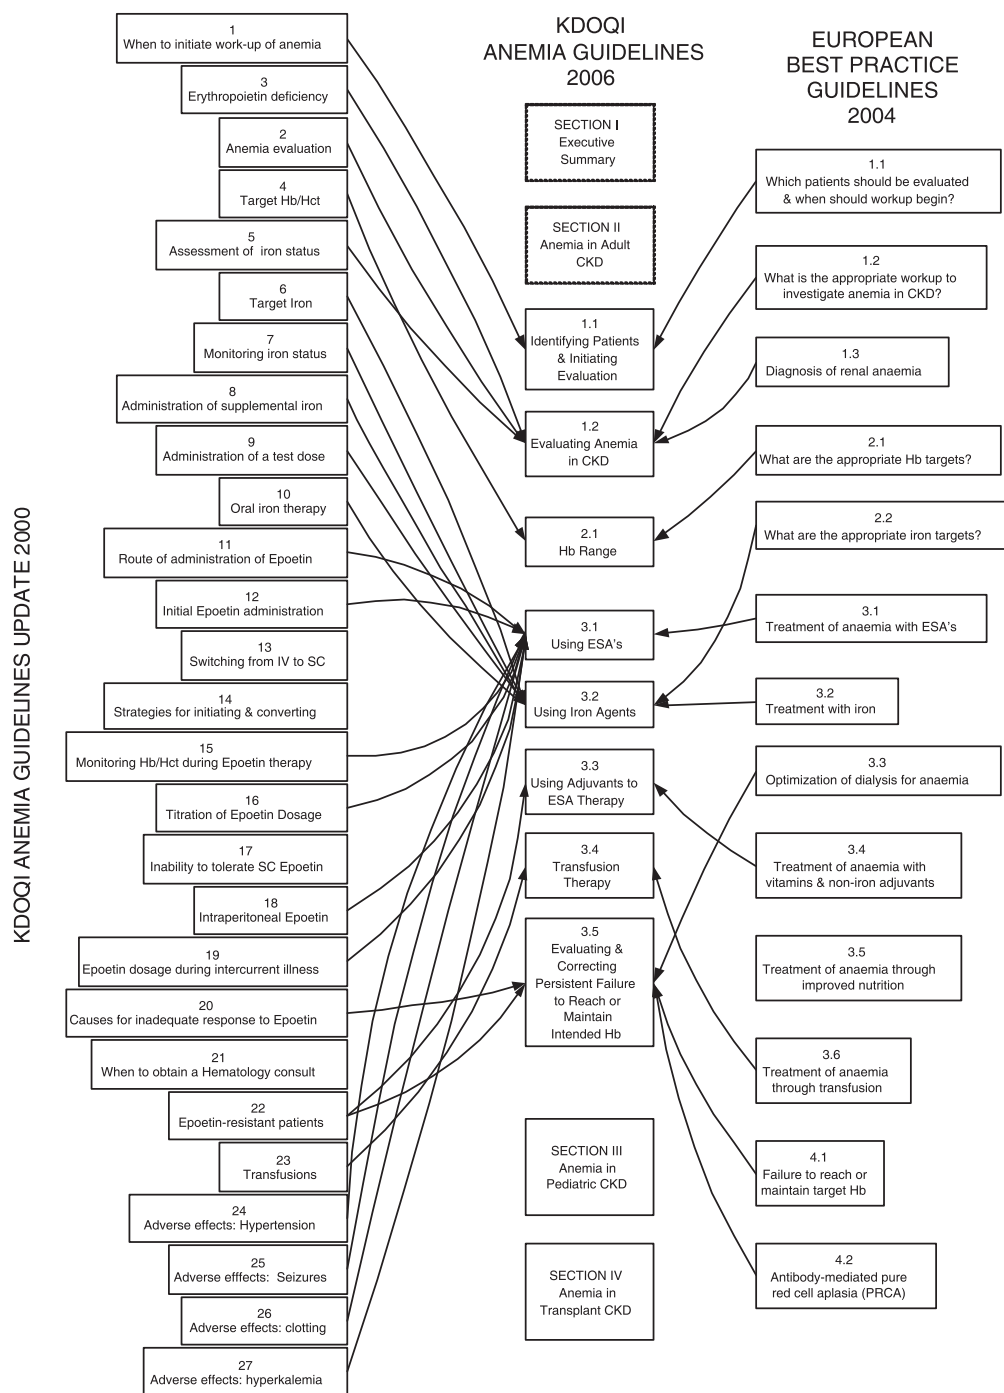 KDOQI ANEMIA GUIDELINES UPDATE 2000
1
When to initiate work-up of anemia
3
Erythropoietin deficiency
2
Anemia evaluation
4
Target Hb/Hct
5
Assessment of iron status
6
Target Iron
7
Monitoring iron status
8
Administration of supplemental iron
9
Administration of a test dose
10
Oral iron therapy
11
Route of administration of Epoetin
12
Initial Epoetin administration
13
Switching from IV to SC
14
Strategies for initiating & converting
15
Monitoring Hb/Hct during Epoetin therapy
16
Titration of Epoetin Dosage
17
Inability to tolerate SC Epoetin
18
Intraperitoneal Epoetin
19
Epoetin dosage during intercurrent illness
20
Causes for inadequate response to Epoetin
21
When to obtain a Hematology consult
22
Epoetin-resistant patients
23
Transfusions
24
Adverse effects: Hypertension
25
Adverse efffects: Seizures
26
Adverse effects: clotting
27
Adverse effects: hyperkalemia
KDOQI
ANEMIA GUIDELINES
2006
SECTION I
Executive
Summary
SECTION II
Anemia in Adult
CKD
1.1
Identifying Patients
& Initiating
Evaluation
1.2
Evaluating Anemia
in CKD
2.1
Hb Range
3.1
Using ESA's
3.2
Using Iron Agents
3.3
Using Adjuvants to
ESA Therapy
3.4
Transfusion
Therapy
3.5
Evaluating &
Correcting
Persistent Failure
to Reach or
Maintain
Intended Hb
SECTION III
Anemia in
Pediatric CKD
SECTION IV
Anemia in
Transplant CKD
EUROPEAN
BEST PRACTICE
GUIDELINES
2004
1.1
Which patients should be evaluated
& when should workup begin?
1.2
What is the appropriate workup to
investigate anemia in CKD?
1.3
Diagnosis of renal anaemia
2.1
What are the appropriate Hb targets?
2.2
What are the appropriate iron targets?
3.1
Treatment of anaemia with ESA's
3.2
Treatment with iron
3.3
Optimization of dialysis for anaemia
3.4
Treatment of anaemia with
vitamins & non-iron adjuvants
3.5
Treatment of anaemia through
improved nutrition
3.6
Treatment of anaemia
through transfusion
4.1
Failure to reach or
maintain target Hb
4.2
Antibody-mediated pure
red cell aplasia (PRCA)